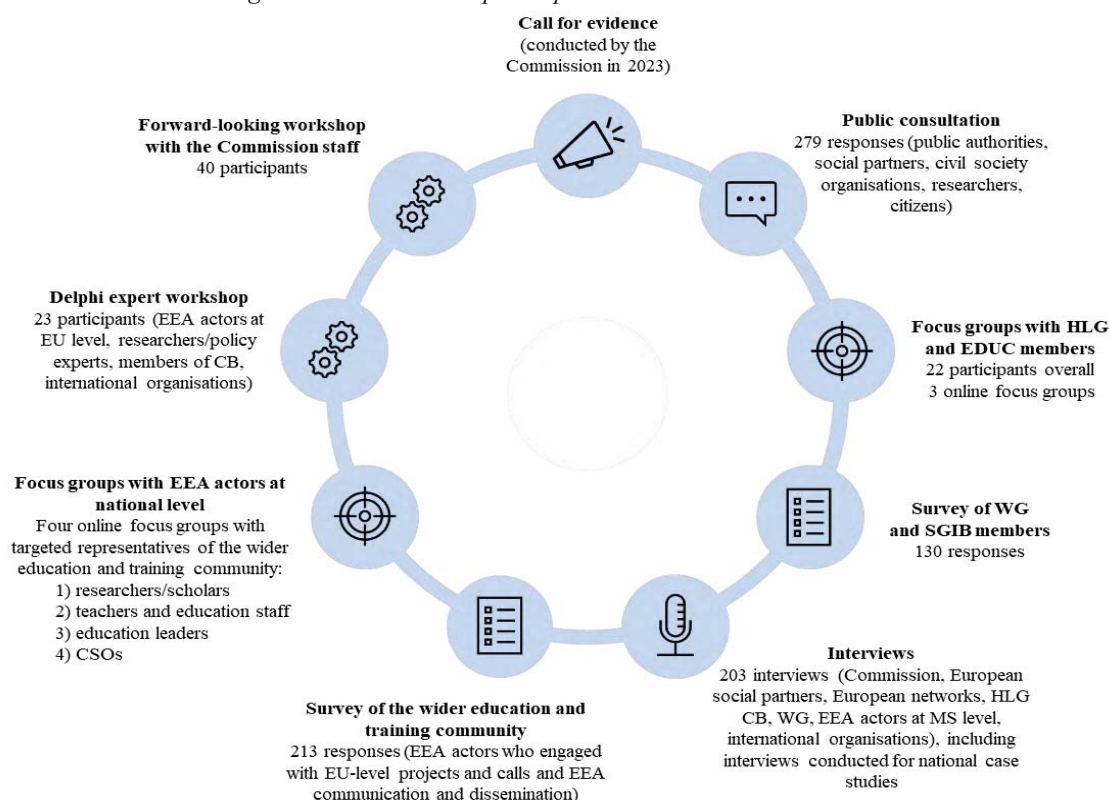 Call for evidence
(conducted by the
Commission in 2023)
Public consultation
279 responses (public authorities,
social partners, civil society
organisations, researchers,
citizens)
Focus groups with HLG
and EDUC members
22 participants overall
3 online focus groups
Survey of WG
and SGIB members
130 responses
Interviews
203 interviews (Commission, European
social partners, European networks, HLG
CB, WG, EEA actors at MS level,
international organisations), including
interviews conducted for national case
studies
Survey of the wider education and
training community
213 responses (EEA actors who engaged
with EU-level projects and calls and EEA
communication and dissemination)
Focus groups with EEA actors at
national level
Four online focus groups with
targeted representatives of the wider
education and training community:
1) researchers/scholars
2) teachers and education staff
3) education leaders
4) CSOs
Delphi expert workshop
23 participants (EEA actors at
EU level, researchers/policy
experts, members of CB,
international organisations)
Forward-looking workshop
with the Commission staff
40 participants